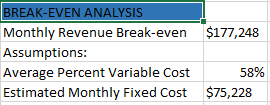 BREAK-EVEN ANALYSIS
Monthly Revenue Break-even $177,248
Assumptions:
Average Percent Variable Cost 58%
Estimated Monthly Fixed Cost $75,228